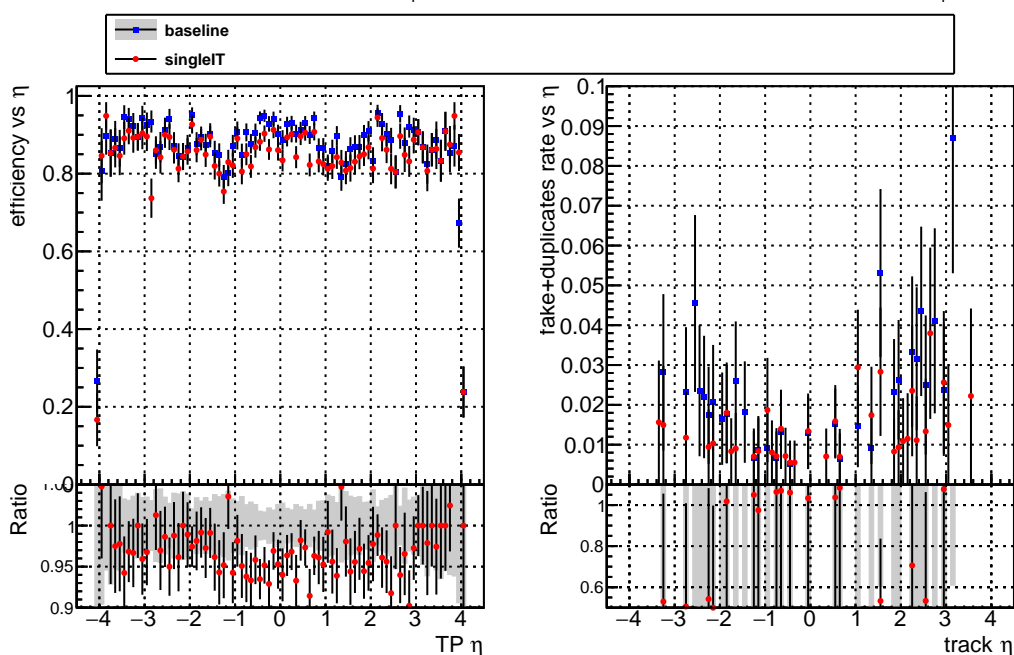 baseline
singleIT
efficiency vs η
1
0.8
0.6
0.4
0.2
0
Ratio
1
0.95
0.9
−4 −3 −2 −1 0 1 2 3 4
TP η
fake+duplicates rate vs η
0.1
0.09
0.08
0.07
0.06
0.05
0.04
0.03
0.02
0.01
0
Ratio
1
0.8
0.6
−4 −3 −2 −1 0 1 2 3 4
track η